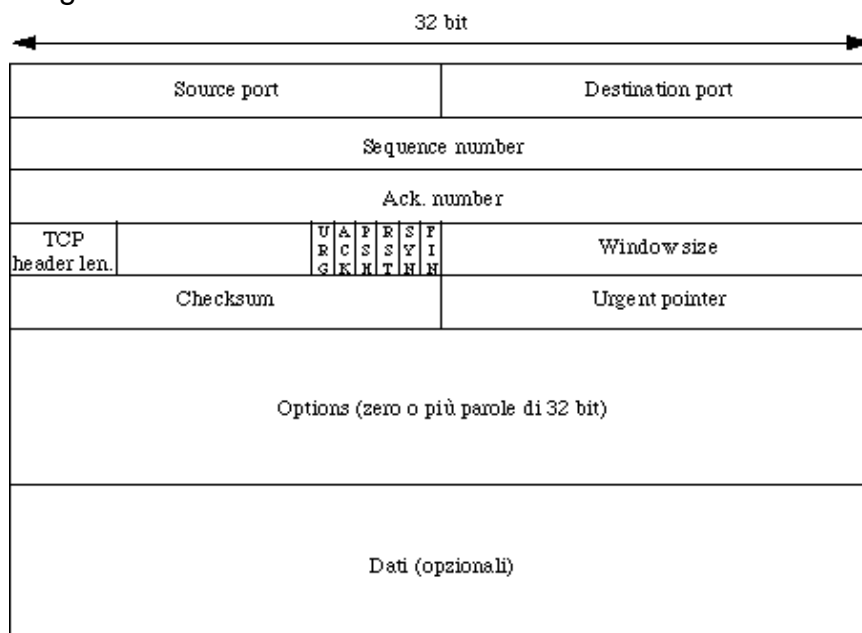 32 bit
Source port
Destination port
Sequence number
Ack. number
TCP
header len.
URG
ACK
PSH
RST
SYN
FIN
Window size
Checksum
Urgent pointer
Options (zero o più parole di 32 bit)
Dati (opzionali)